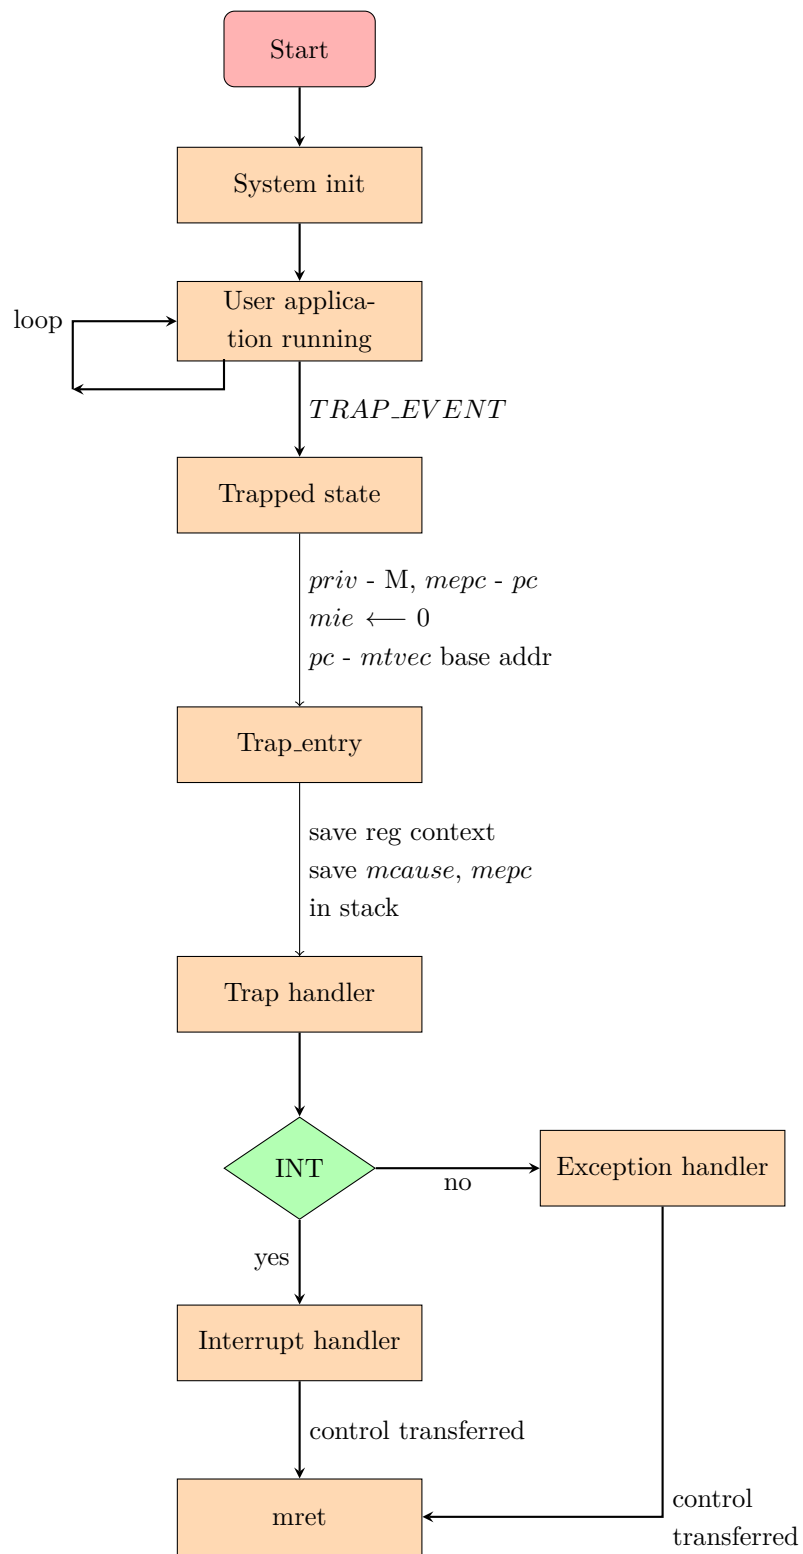 Start
System init
User applica-
tion running
loop
TRAP_EVENT
Trapped state
priv - M, mepc - pc
mie ⟵ 0
pc - mtvec base addr
Trap_entry
save reg context
save mcause, mepc
in stack
Trap handler
INT
no
Exception handler
yes
Interrupt handler
control transferred
mret
control
transferred